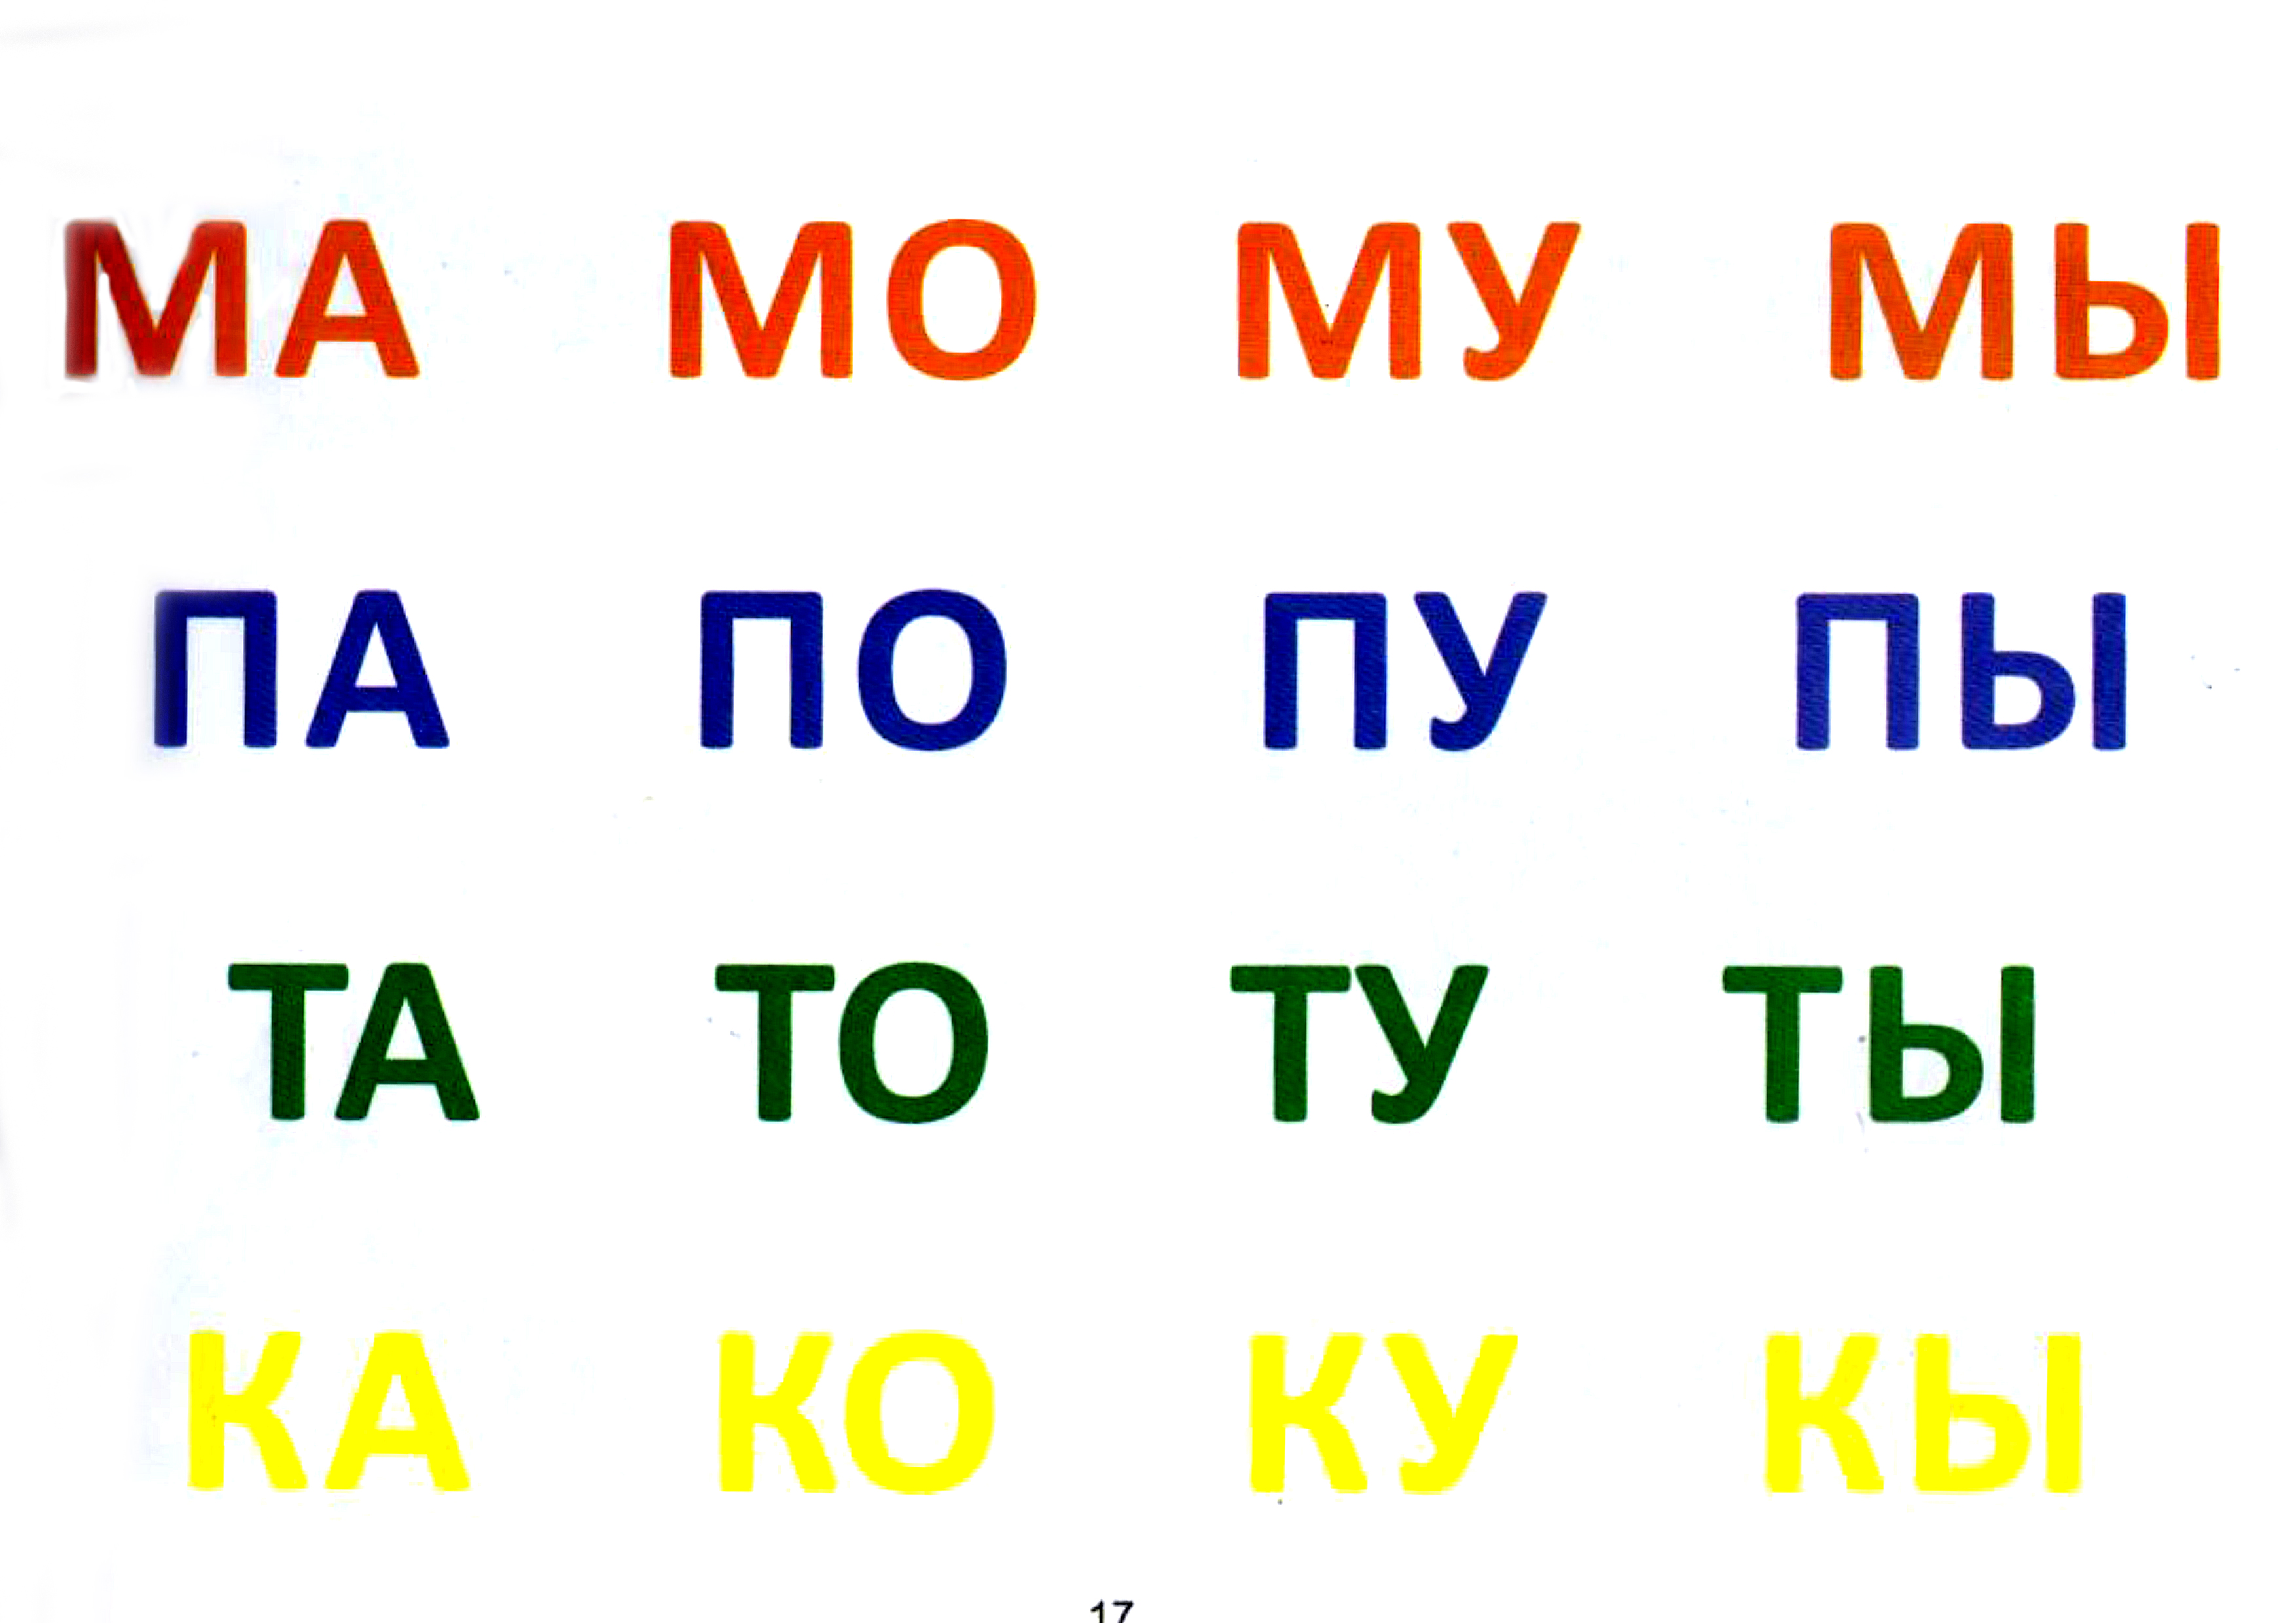 МА МО МУ МЫ
ПА ПО ПУ ПЫ
ТА ТО ТУ ТЫ
КА КО КУ КЫ
17